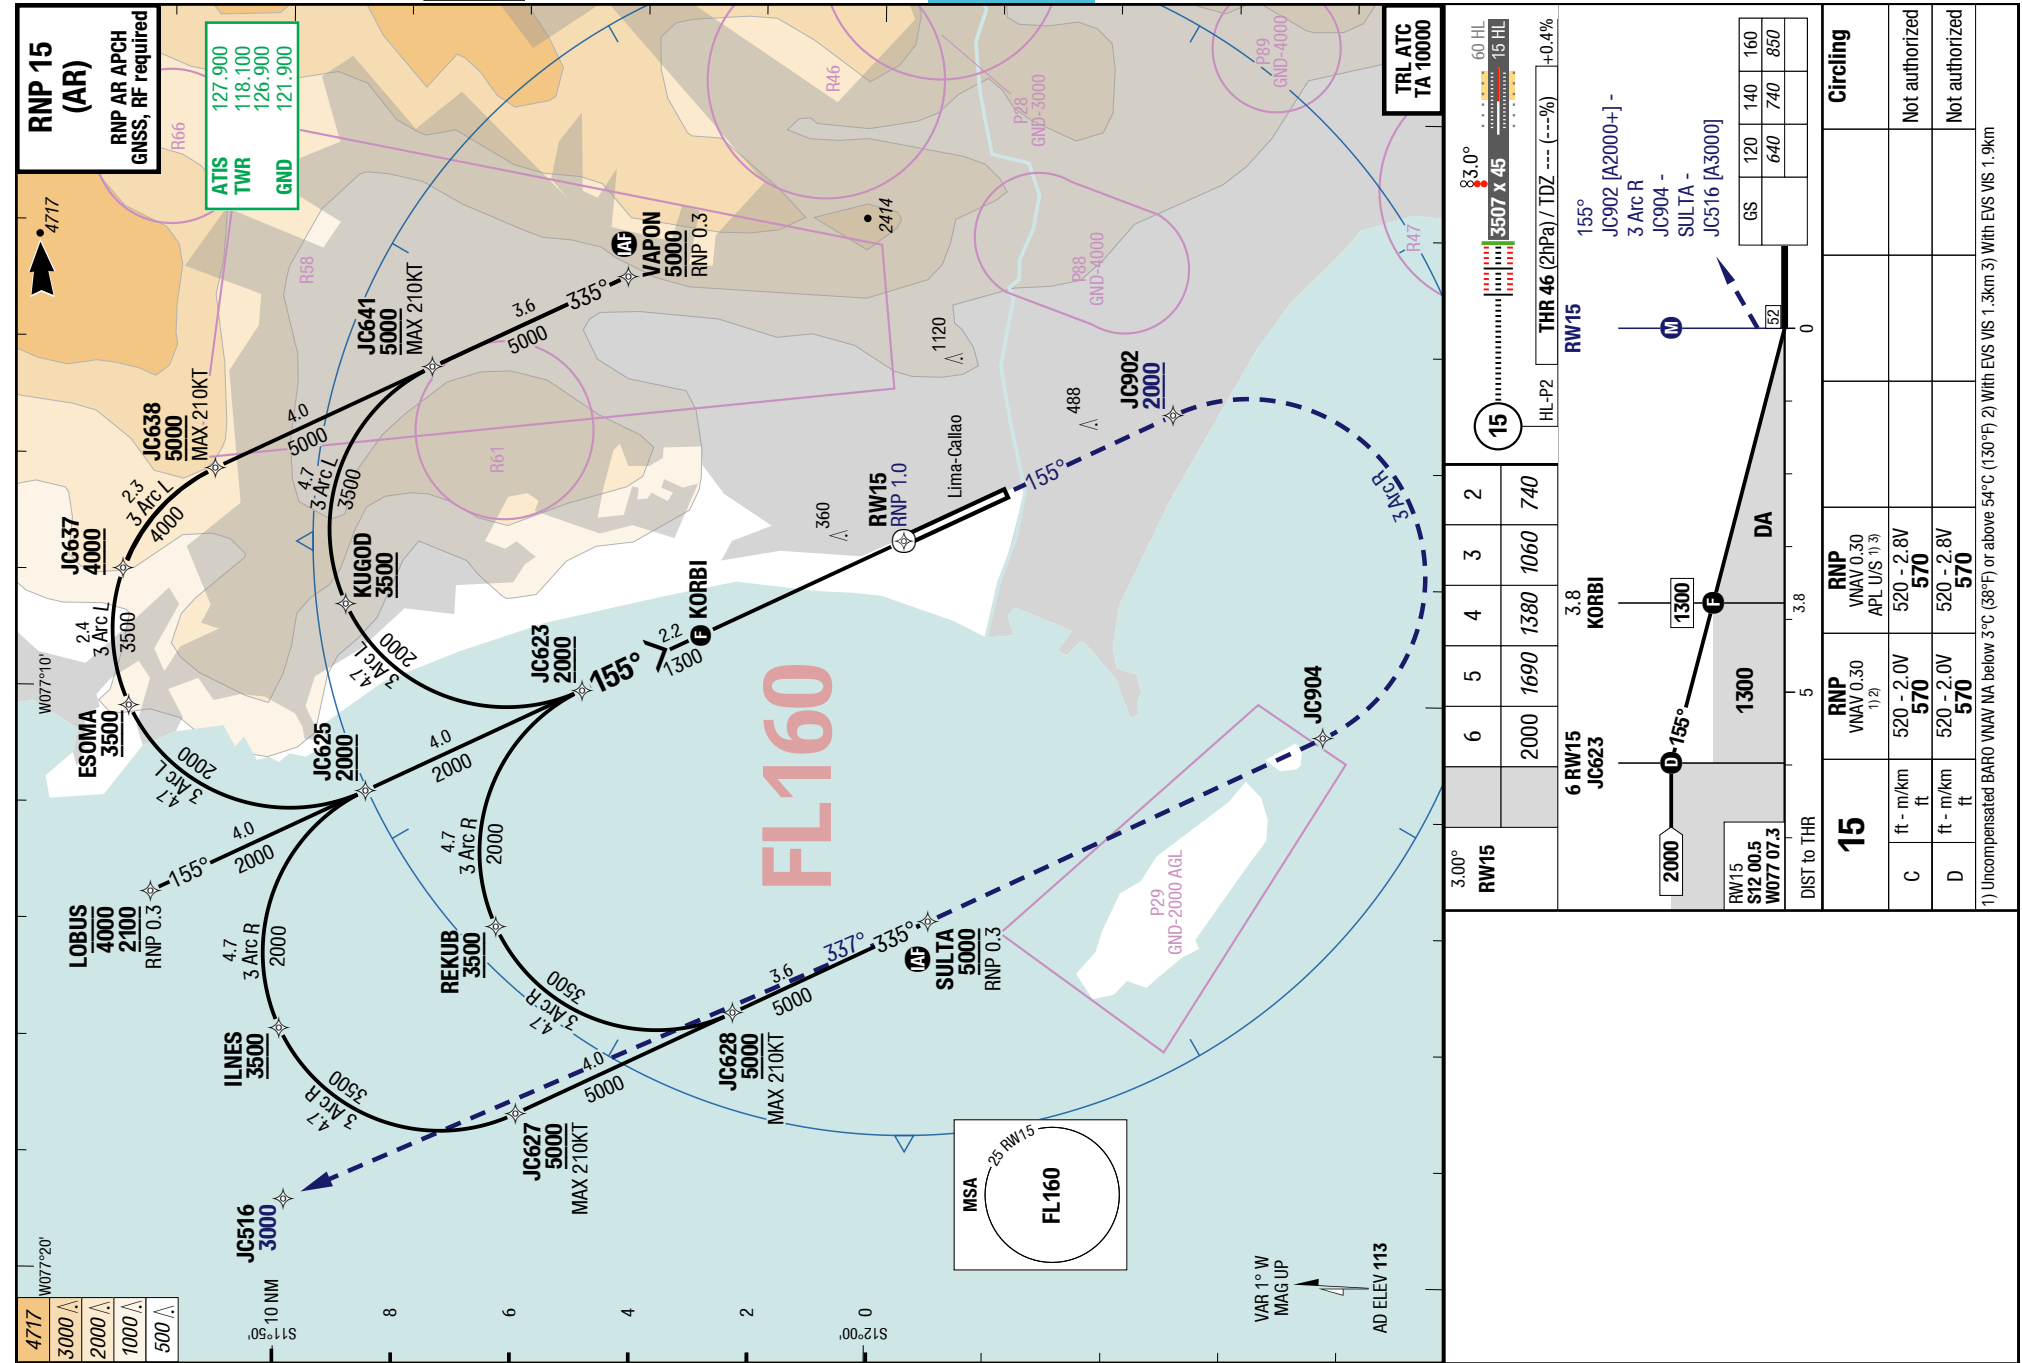 RNP 15
(AR)
RNP AR APCH
GNSS, RF required
ATIS 127.900
TWR 118.100
126.900
GND 121.900
TRL ATC
TA 10000
4717
3000
2000
1000
500
4717
2414
1120
488
360
R66
R58
R46
R61
R47
P28
GND-3000
P89
GND-4000
P88
GND-4000
P29
GND-2000 AGL
W077°10'
W077°20'
S11°50'
S12°00'
10 NM
8
6
4
2
0
VAPON
5000
RNP 0.3
IAF
335°
3.6
5000
JC641
5000
MAX 210KT
4.0
5000
JC638
5000
MAX 210KT
2.3
3 Arc L
4000
JC637
4000
2.4
3 Arc L
3500
ESOMA
3500
4.7
3 Arc L
2000
4.7
3 Arc L
3500
KUGOD
3500
4.7
3 Arc L
2000
JC625
2000
4.0
2000
JC623
2000
155°
2.2
1300
F KORBI
RW15
RNP 1.0
Lima-Callao
155°
JC902
2000
3 Arc R
JC904
LOBUS
4000
2100
RNP 0.3
155°
4.0
2000
4.7
3 Arc R
2000
ILNES
3500
4.7
3 Arc R
3500
4.7
3 Arc R
2000
REKUB
3500
4.7
3 Arc R
3500
JC627
5000
MAX 210KT
4.0
5000
JC628
5000
MAX 210KT
3.6
5000
337°
335°
IAF
SULTA
5000
RNP 0.3
JC516
3000
FL160
MSA
25 RW15
FL160
VAR 1° W
MAG UP
AD ELEV 113
3.00°
RW15
6 5 4 3 2
2000 1690 1380 1060 740
15
HL-P2
3.0°
3507 x 45
60 HL
15 HL
THR 46 (2hPa) / TDZ --- (---%)
+0.4%
6 RW15
JC623
3.8
KORBI
RW15
155°
JC902 [A2000+] -
3 Arc R
JC904 -
SULTA -
JC516 [A3000]
2000
D
155°
1300
F
1300
DA
M
52
GS 120 140 160
640 740 850
RW15
S12 00.5
W077 07.3
DIST to THR
5
3.8
0
15
RNP
VNAV 0.30
1) 2)
RNP
VNAV 0.30
APL U/S 1) 3)
Circling
C ft - m/km
ft
520 - 2.0V
570
520 - 2.8V
570
Not authorized
D ft - m/km
ft
520 - 2.0V
570
520 - 2.8V
570
Not authorized
1) Uncompensated BARO VNAV NA below 3°C (38°F) or above 54°C (130°F) 2) With EVS VIS 1.3km 3) With EVS VIS 1.9km